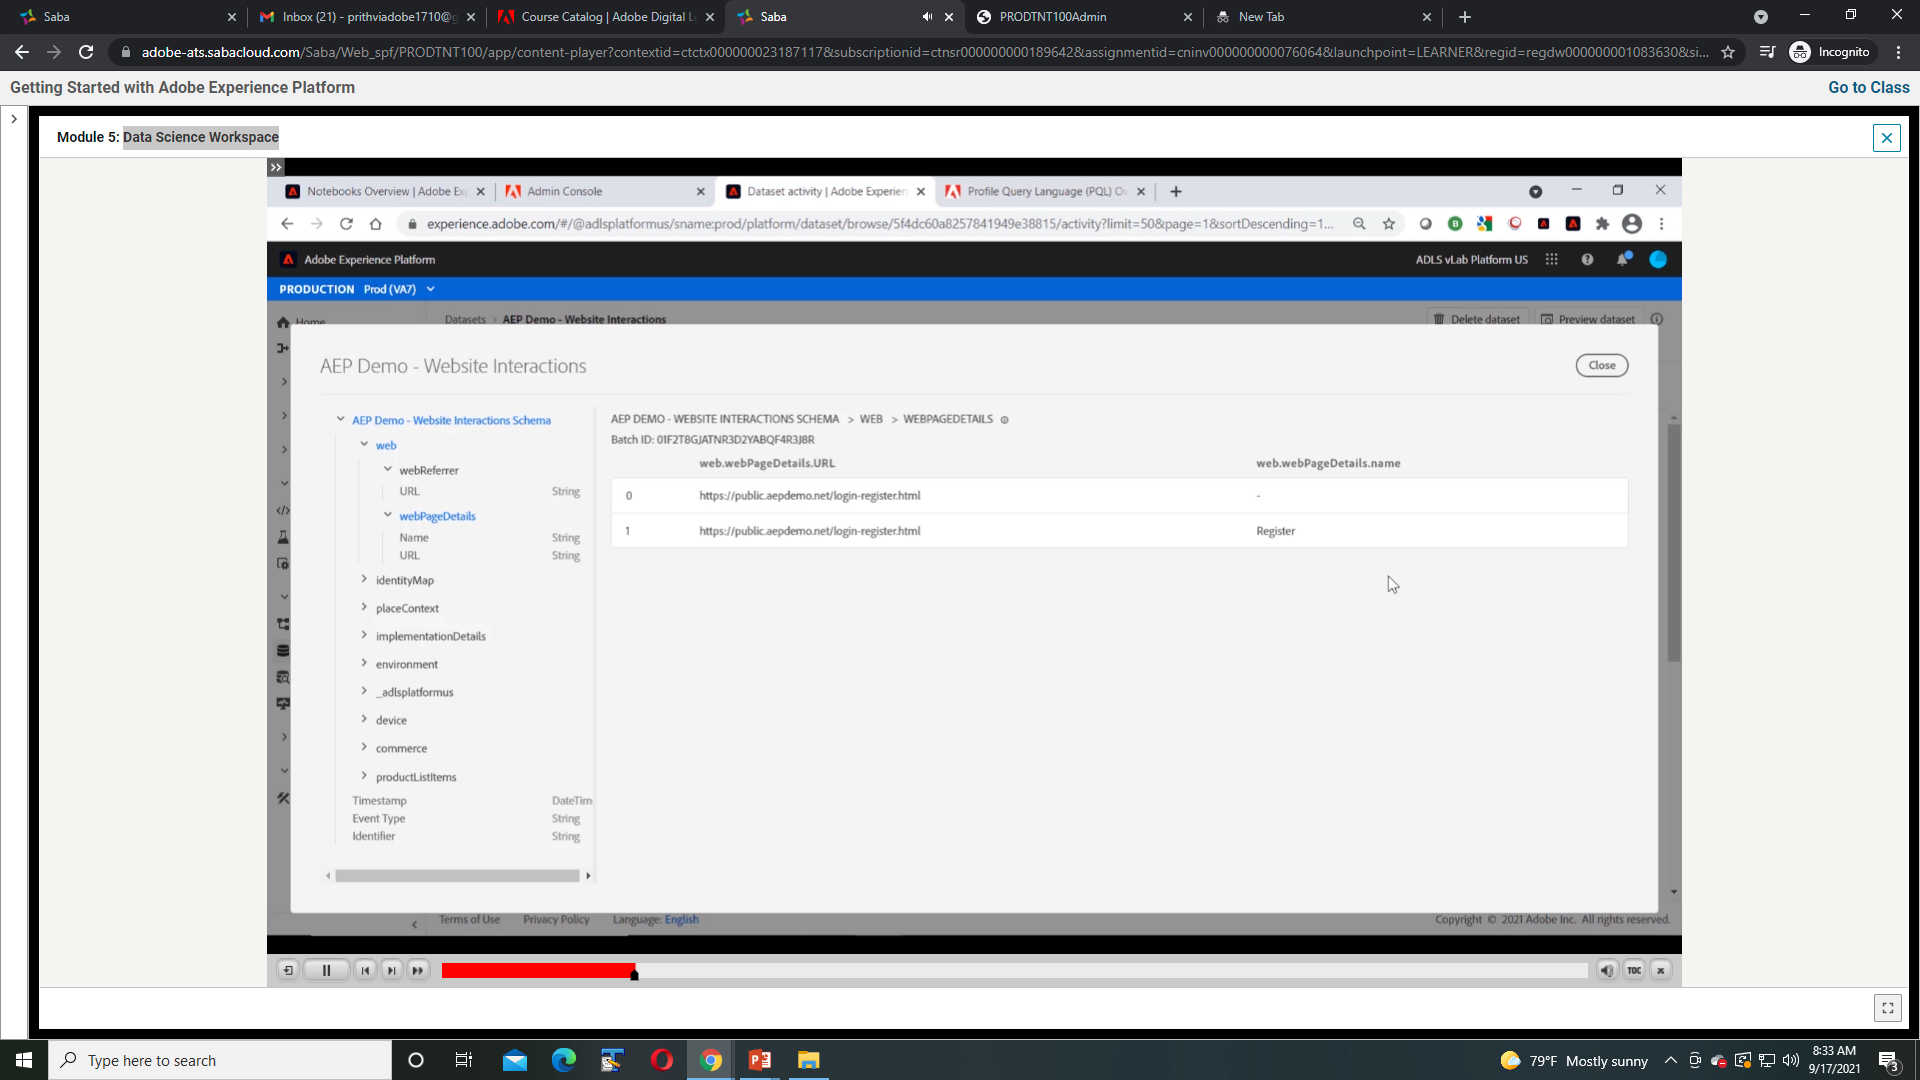 Saba
Inbox (21) - prithviadobe1710@g
Course Catalog | Adobe Digital Le
Saba
PRODTNT100Admin
New Tab
adobe-ats.sabacloud.com/Saba/Web_spf/PRODTNT100/app/content-player?contextid=ctctx000000023187117&subscriptionid=ctnsr000000000189642&assignmentid=cninv000000000076064&launchpoint=LEARNER&regid=regdw000000001083630&si...
Incognito
Getting Started with Adobe Experience Platform
Go to Class
Module 5: Data Science Workspace
Notebooks Overview | Adobe Ex
Admin Console
Dataset activity | Adobe Experien
Profile Query Language (PQL) Ov
experience.adobe.com/#/@adlsplatformus/sname:prod/platform/dataset/browse/5f4dc60a8257841949e38815/activity?limit=50&page=1&sortDescending=1...
Adobe Experience Platform
ADLS vLab Platform US
PRODUCTION Prod (VA7)
Home
Datasets > AEP Demo - Website Interactions
Delete dataset
Preview dataset
AEP Demo - Website Interactions
Close
AEP Demo - Website Interactions Schema
web
webReferrer
URL String
webPageDetails
Name String
URL String
identityMap
placeContext
implementationDetails
environment
_adlsplatformus
device
commerce
productListItems
Timestamp DateTim
Event Type String
Identifier String
AEP DEMO - WEBSITE INTERACTIONS SCHEMA > WEB > WEBPAGEDETAILS
Batch ID: 01F2T8GJATNR3D2YABQF4R3J8R
web.webPageDetails.URL web.webPageDetails.name
0 https://public.aepdemo.net/login-register.html -
1 https://public.aepdemo.net/login-register.html Register
Terms of Use Privacy Policy Language: English
Copyright © 2021 Adobe Inc. All rights reserved.
TOC
Type here to search
79°F Mostly sunny
8:33 AM
9/17/2021
3